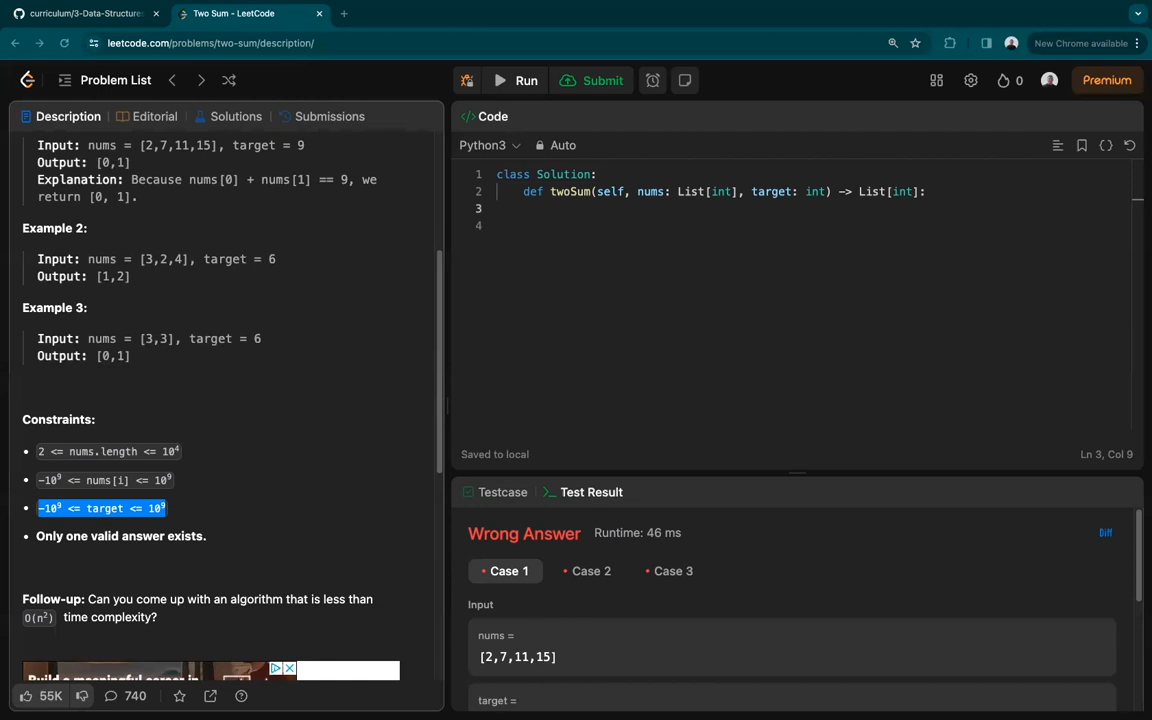 curriculum/3-Data-Structures
Two Sum - LeetCode
leetcode.com/problems/two-sum/description/
New Chrome available
Problem List
Run
Submit
0
Premium
Description
Editorial
Solutions
Submissions
Input: nums = [2,7,11,15], target = 9
Output: [0,1]
Explanation: Because nums[0] + nums[1] == 9, we
return [0, 1].
Example 2:
Input: nums = [3,2,4], target = 6
Output: [1,2]
Example 3:
Input: nums = [3,3], target = 6
Output: [0,1]
Constraints:
• 2 <= nums.length <= 10⁴
• -10⁹ <= nums[i] <= 10⁹
• -10⁹ <= target <= 10⁹
• Only one valid answer exists.
Follow-up: Can you come up with an algorithm that is less than
O(n²) time complexity?
Build a meaningful career in
55K
740
</> Code
Python3
Auto
1 class Solution:
2 def twoSum(self, nums: List[int], target: int) -> List[int]:
3
4
Saved to local
Ln 3, Col 9
Testcase
Test Result
Wrong Answer
Runtime: 46 ms
Diff
• Case 1
• Case 2
• Case 3
Input
nums =
[2,7,11,15]
target =